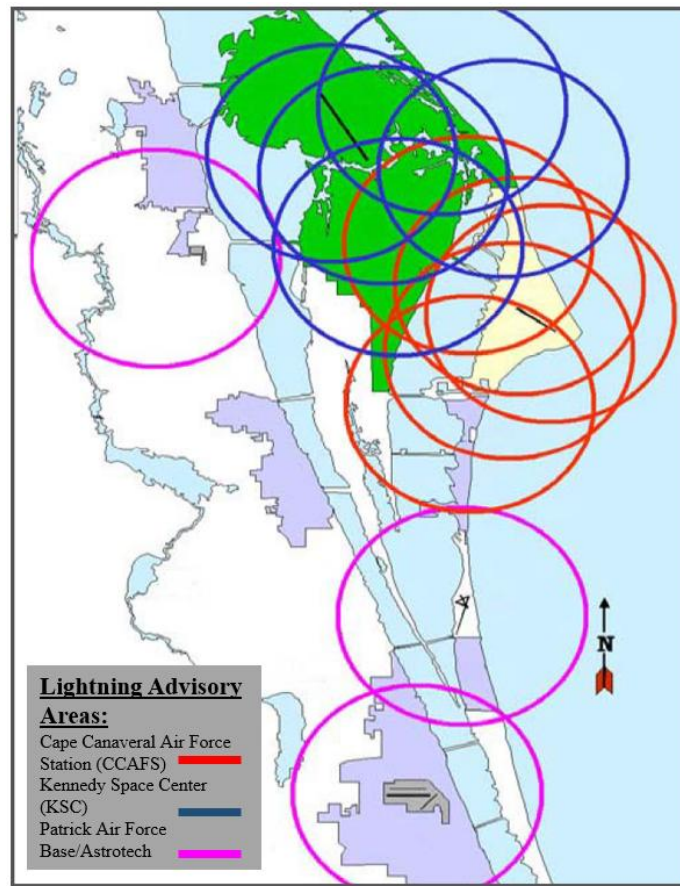 N
Lightning Advisory
Areas:
Cape Canaveral Air Force
Station (CCAFS)
Kennedy Space Center
(KSC)
Patrick Air Force
Base/Astrotech